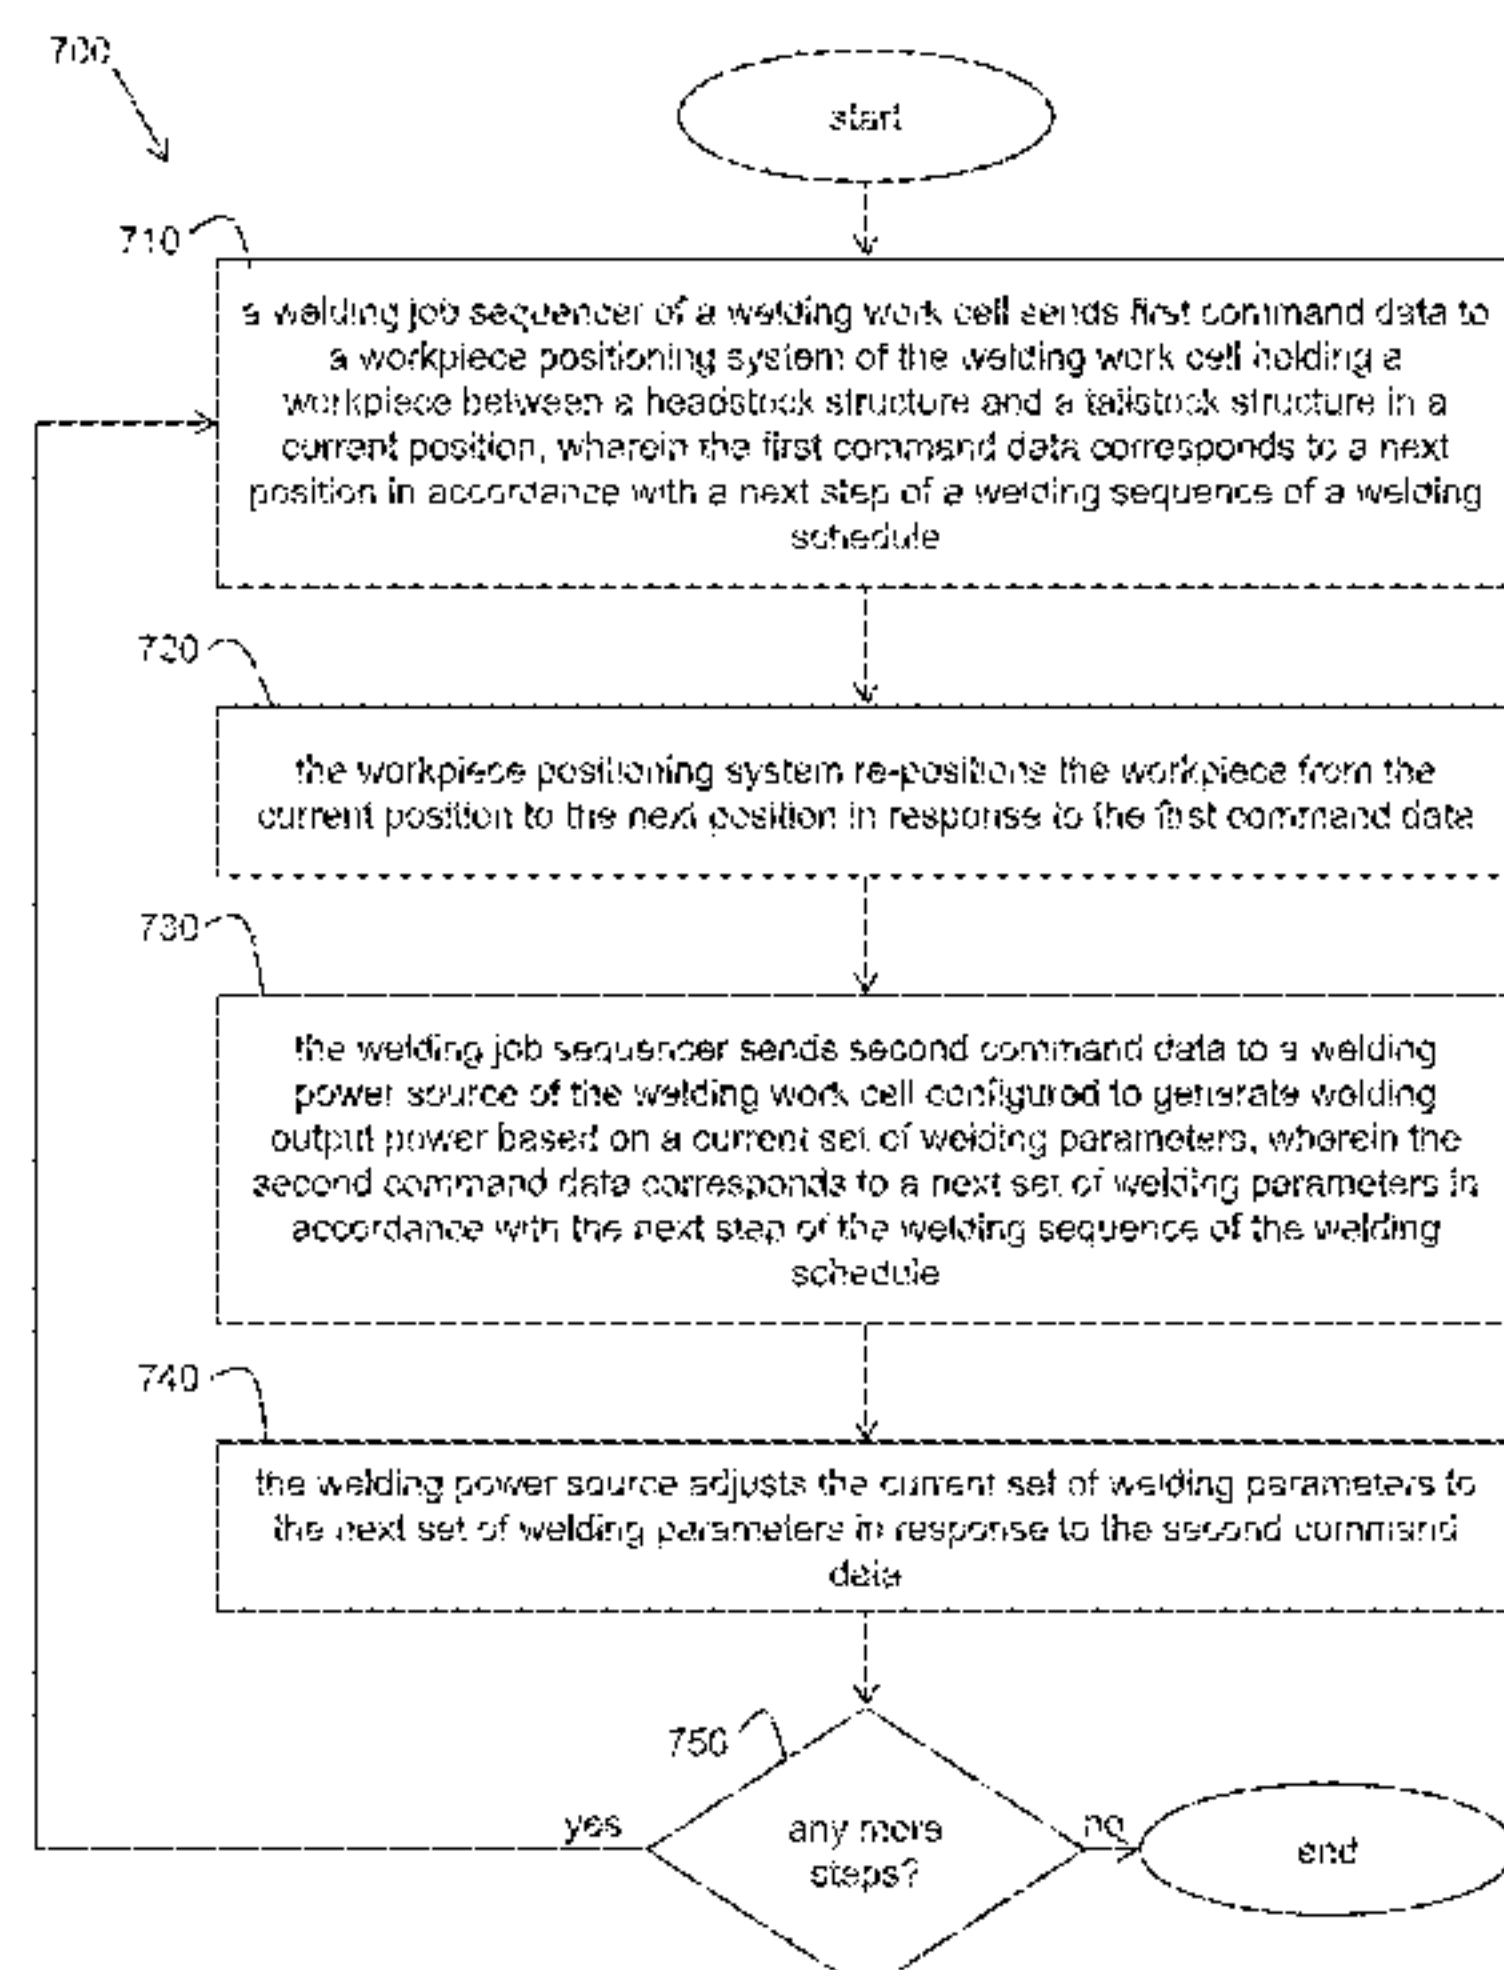 700
start
710
a welding job sequencer of a welding work cell sends first command data to
a workpiece positioning system of the welding work cell holding a
workpiece between a headstock structure and a tailstock structure in a
current position, wherein the first command data corresponds to a next
position in accordance with a next step of a welding sequence of a welding
schedule
720
the workpiece positioning system re-positions the workpiece from the
current position to the next position in response to the first command data
730
the welding job sequencer sends second command data to a welding
power source of the welding work cell configured to generate welding
output power based on a current set of welding parameters, wherein the
second command data corresponds to a next set of welding parameters in
accordance with the next step of the welding sequence of the welding
schedule
740
the welding power source adjusts the current set of welding parameters to
the next set of welding parameters in response to the second command
data
750
yes
any more
steps?
no
end